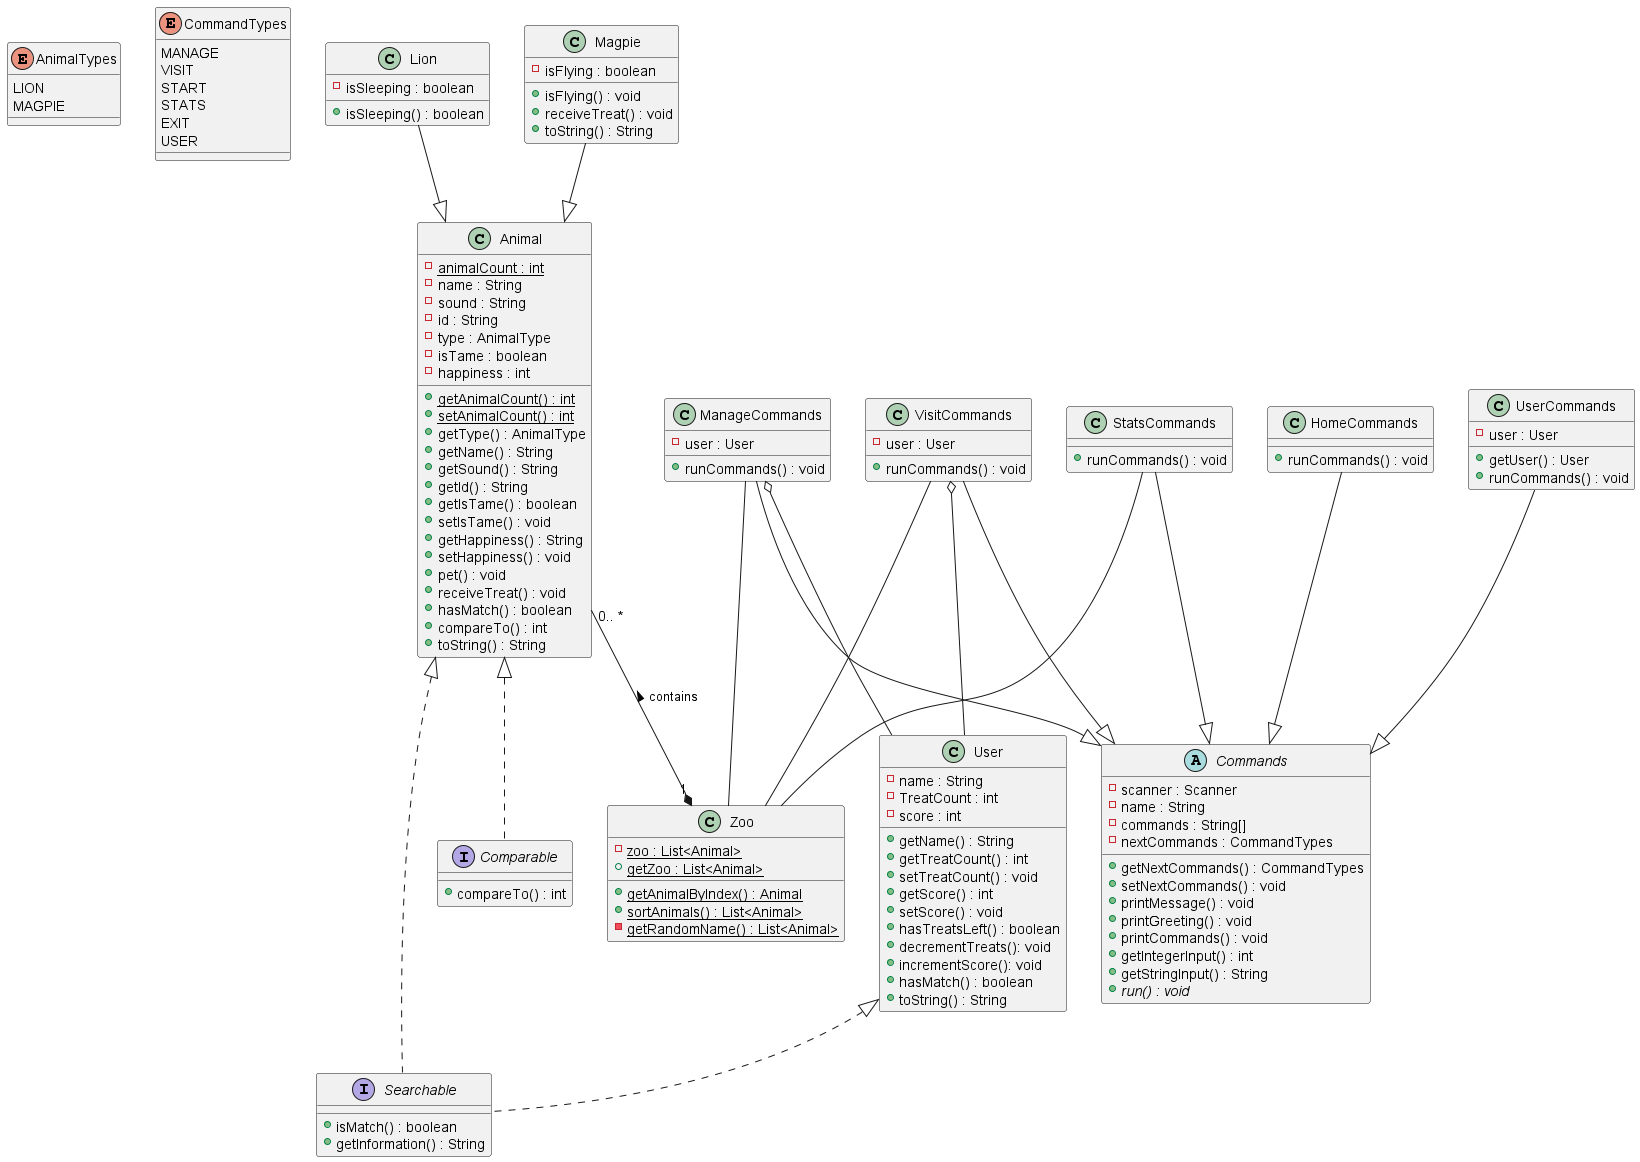 E AnimalTypes
LION
MAGPIE
E CommandTypes
MANAGE
VISIT
START
STATS
EXIT
USER
C Lion
isSleeping : boolean
isSleeping() : boolean
C Magpie
isFlying : boolean
isFlying() : void
receiveTreat() : void
toString() : String
C Animal
animalCount : int
name : String
sound : String
id : String
type : AnimalType
isTame : boolean
happiness : int
getAnimalCount() : int
setAnimalCount() : int
getType() : AnimalType
getName() : String
getSound() : String
getId() : String
getIsTame() : boolean
setIsTame() : void
getHappiness() : String
setHappiness() : void
pet() : void
receiveTreat() : void
hasMatch() : boolean
compareTo() : int
toString() : String
C ManageCommands
user : User
runCommands() : void
C VisitCommands
user : User
runCommands() : void
C StatsCommands
runCommands() : void
C HomeCommands
runCommands() : void
C UserCommands
user : User
getUser() : User
runCommands() : void
0.. *
contains
1
I Comparable
compareTo() : int
C Zoo
zoo : List<Animal>
getZoo : List<Animal>
getAnimalByIndex() : Animal
sortAnimals() : List<Animal>
getRandomName() : List<Animal>
C User
name : String
TreatCount : int
score : int
getName() : String
getTreatCount() : int
setTreatCount() : void
getScore() : int
setScore() : void
hasTreatsLeft() : boolean
decrementTreats(): void
incrementScore(): void
hasMatch() : boolean
toString() : String
A Commands
scanner : Scanner
name : String
commands : String[]
nextCommands : CommandTypes
getNextCommands() : CommandTypes
setNextCommands() : void
printMessage() : void
printGreeting() : void
printCommands() : void
getIntegerInput() : int
getStringInput() : String
run() : void
I Searchable
isMatch() : boolean
getInformation() : String